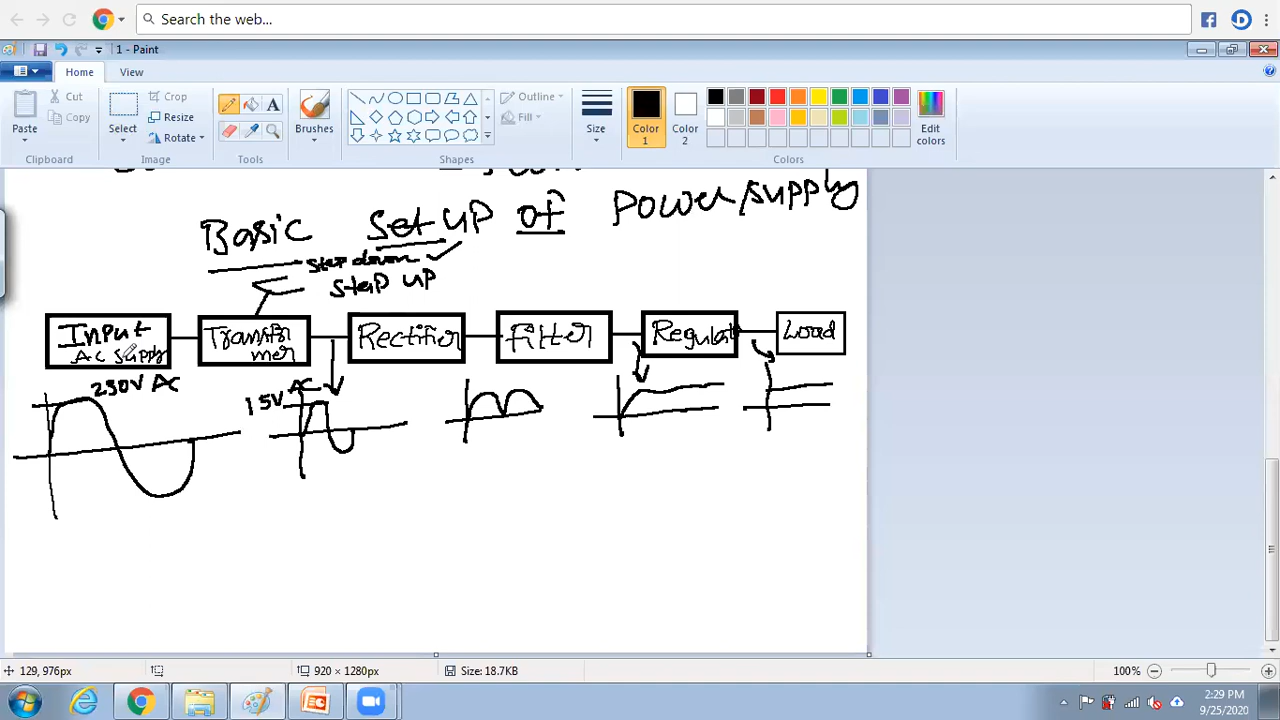 Search the web...
1 - Paint
Home
View
Paste
Cut
Copy
Clipboard
Select
Crop
Resize
Rotate
Image
Tools
Brushes
Shapes
Outline
Fill
Size
Color 1
Color 2
Colors
Edit colors
Basic Set UP of Power/supply
Step down
Step UP
Input
AC Supply
Transfor
mer
Rectifier
Filter
Regulat
Load
230V AC
15V AC
129, 976px
920 × 1280px
Size: 18.7KB
100%
2:29 PM
9/25/2020